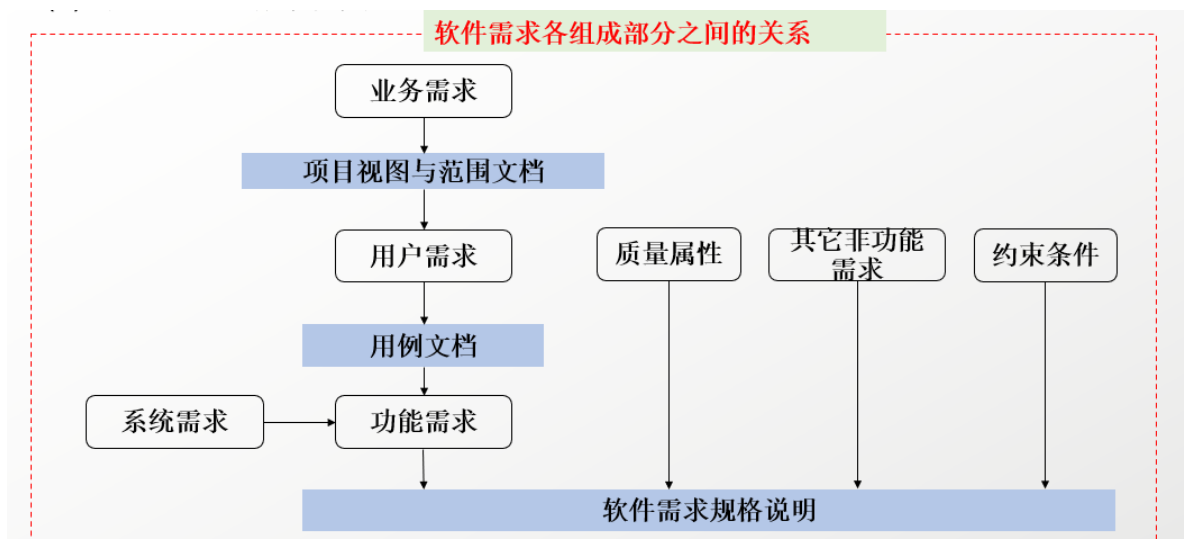 软件需求各组成部分之间的关系
业务需求
项目视图与范围文档
用户需求
质量属性
其它非功能
需求
约束条件
用例文档
系统需求
功能需求
软件需求规格说明